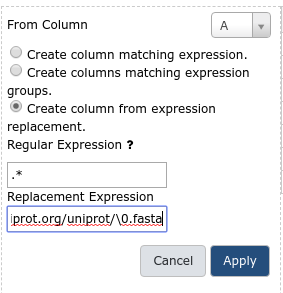 From Column A
Create column matching expression.
Create columns matching expression
groups.
Create column from expression
replacement.
Regular Expression ?
.*
Replacement Expression
iprot.org/uniprot/\0.fasta
Cancel Apply